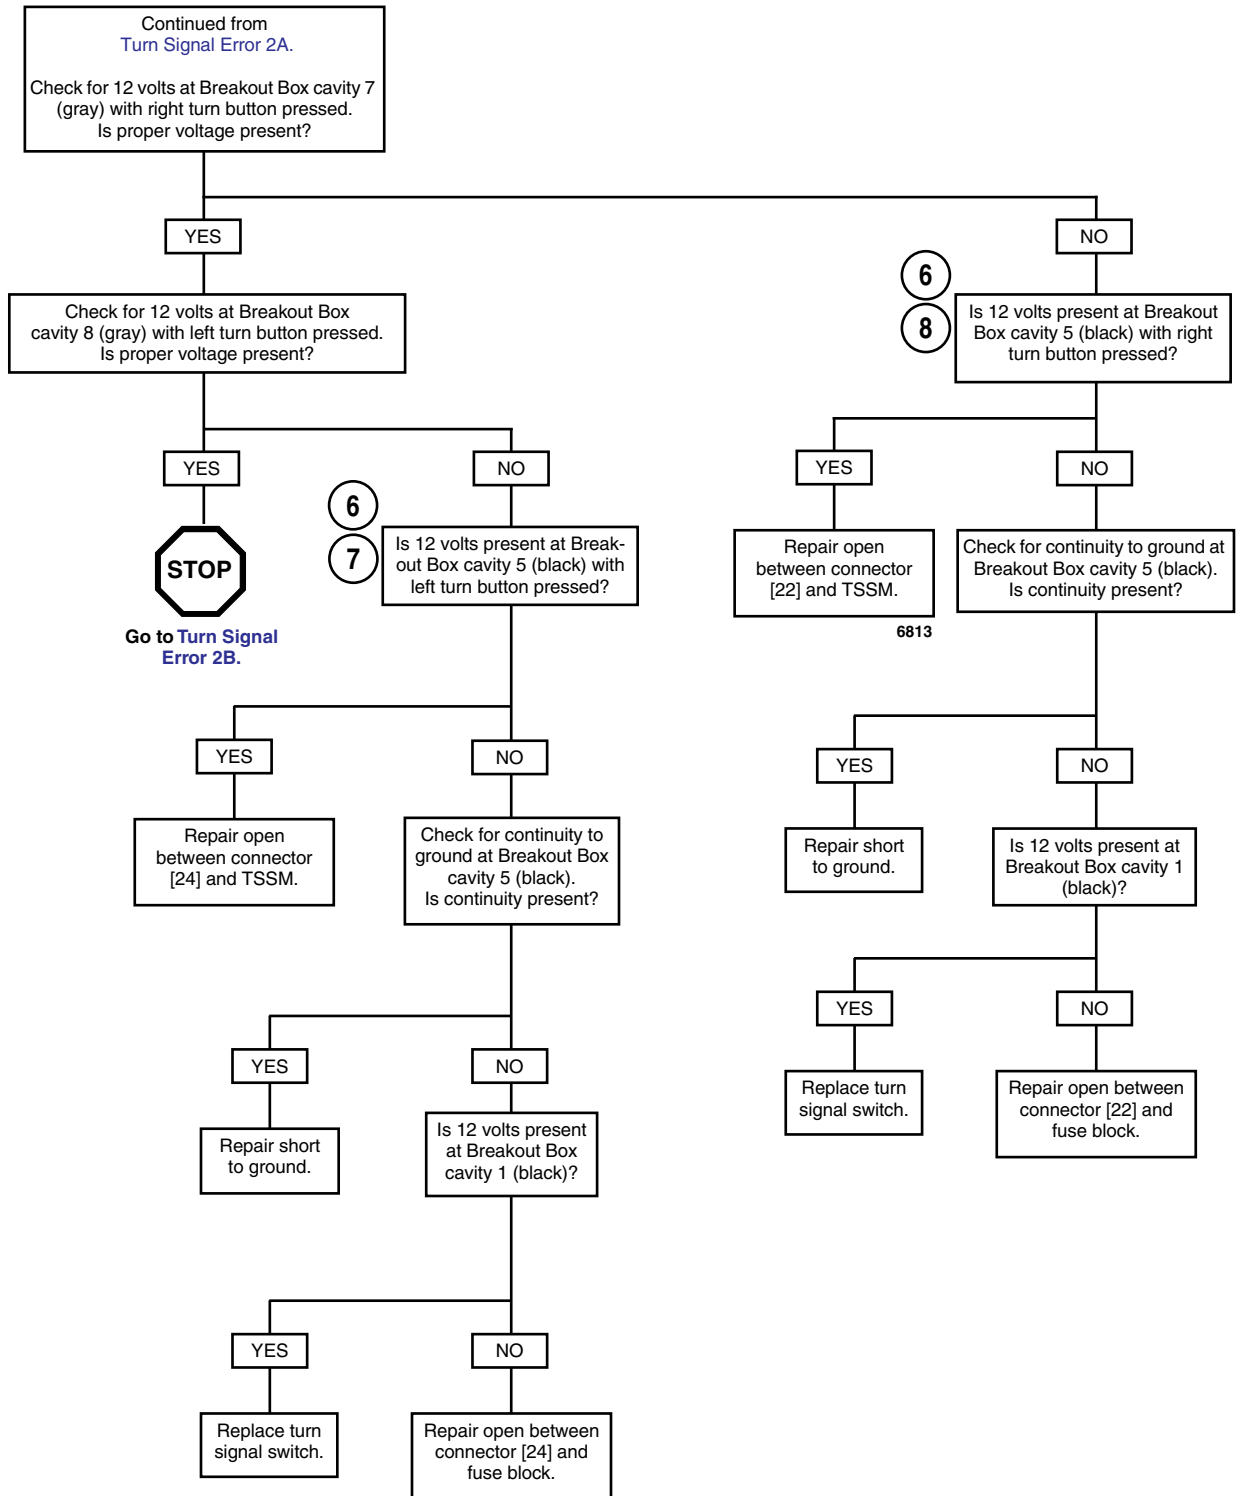 Continued from
Turn Signal Error 2A.
Check for 12 volts at Breakout Box cavity 7
(gray) with right turn button pressed.
Is proper voltage present?
YES
NO
Check for 12 volts at Breakout Box
cavity 8 (gray) with left turn button pressed.
Is proper voltage present?
6
8
Is 12 volts present at Breakout
Box cavity 5 (black) with right
turn button pressed?
YES
NO
YES
NO
STOP
Go to Turn Signal
Error 2B.
6
7
Is 12 volts present at Break-
out Box cavity 5 (black) with
left turn button pressed?
Repair open
between connector
[22] and TSSM.
6813
Check for continuity to ground at
Breakout Box cavity 5 (black).
Is continuity present?
YES
NO
YES
NO
Repair open
between connector
[24] and TSSM.
Check for continuity to
ground at Breakout Box
cavity 5 (black).
Is continuity present?
Repair short
to ground.
Is 12 volts present at
Breakout Box cavity 1
(black)?
YES
NO
YES
NO
Repair short
to ground.
Is 12 volts present
at Breakout Box
cavity 1 (black)?
Replace turn
signal switch.
Repair open between
connector [22] and
fuse block.
YES
NO
Replace turn
signal switch.
Repair open between
connector [24] and
fuse block.